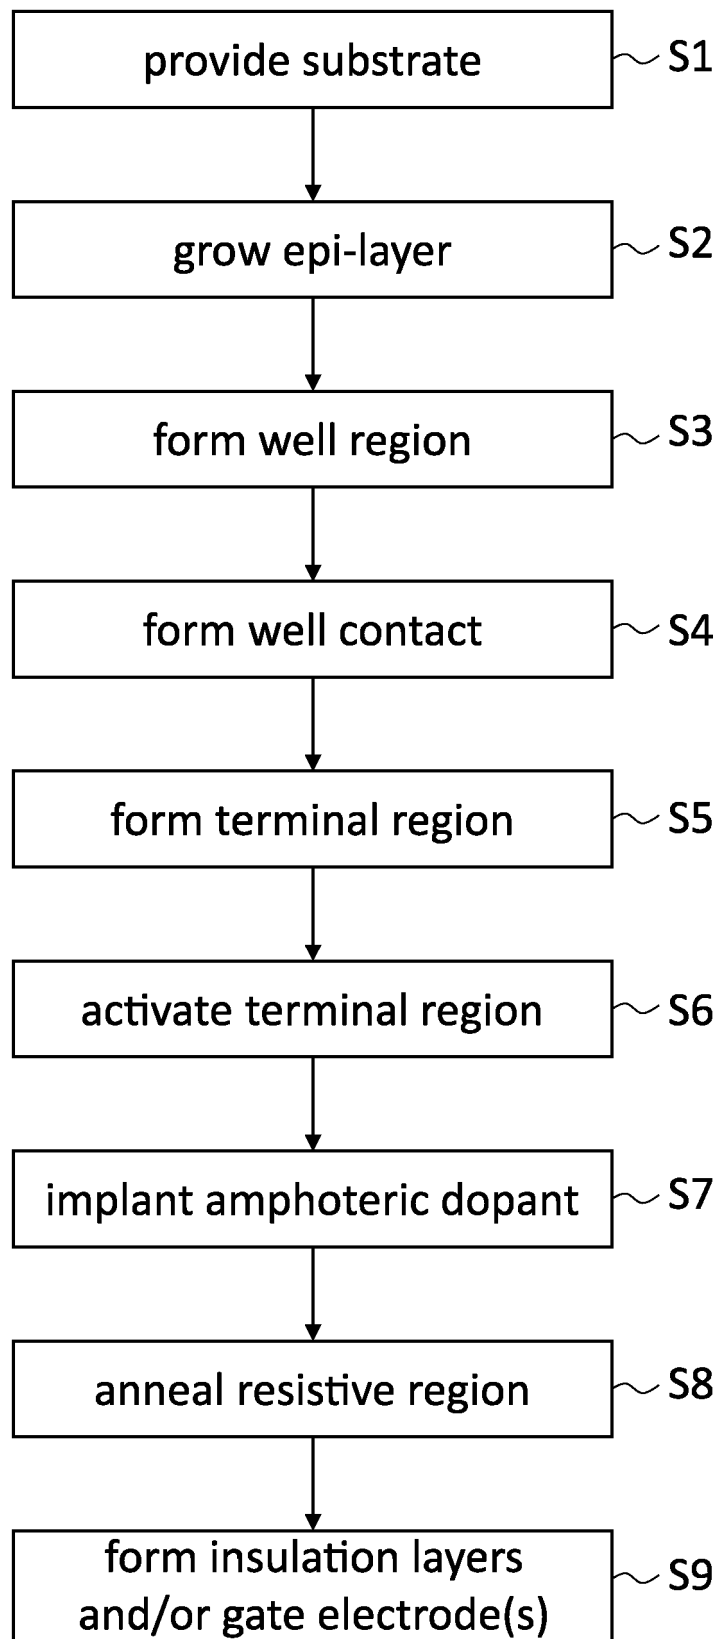 provide substrate S1
grow epi-layer S2
form well region S3
form well contact S4
form terminal region S5
activate terminal region S6
implant amphoteric dopant S7
anneal resistive region S8
form insulation layers
and/or gate electrode(s) S9